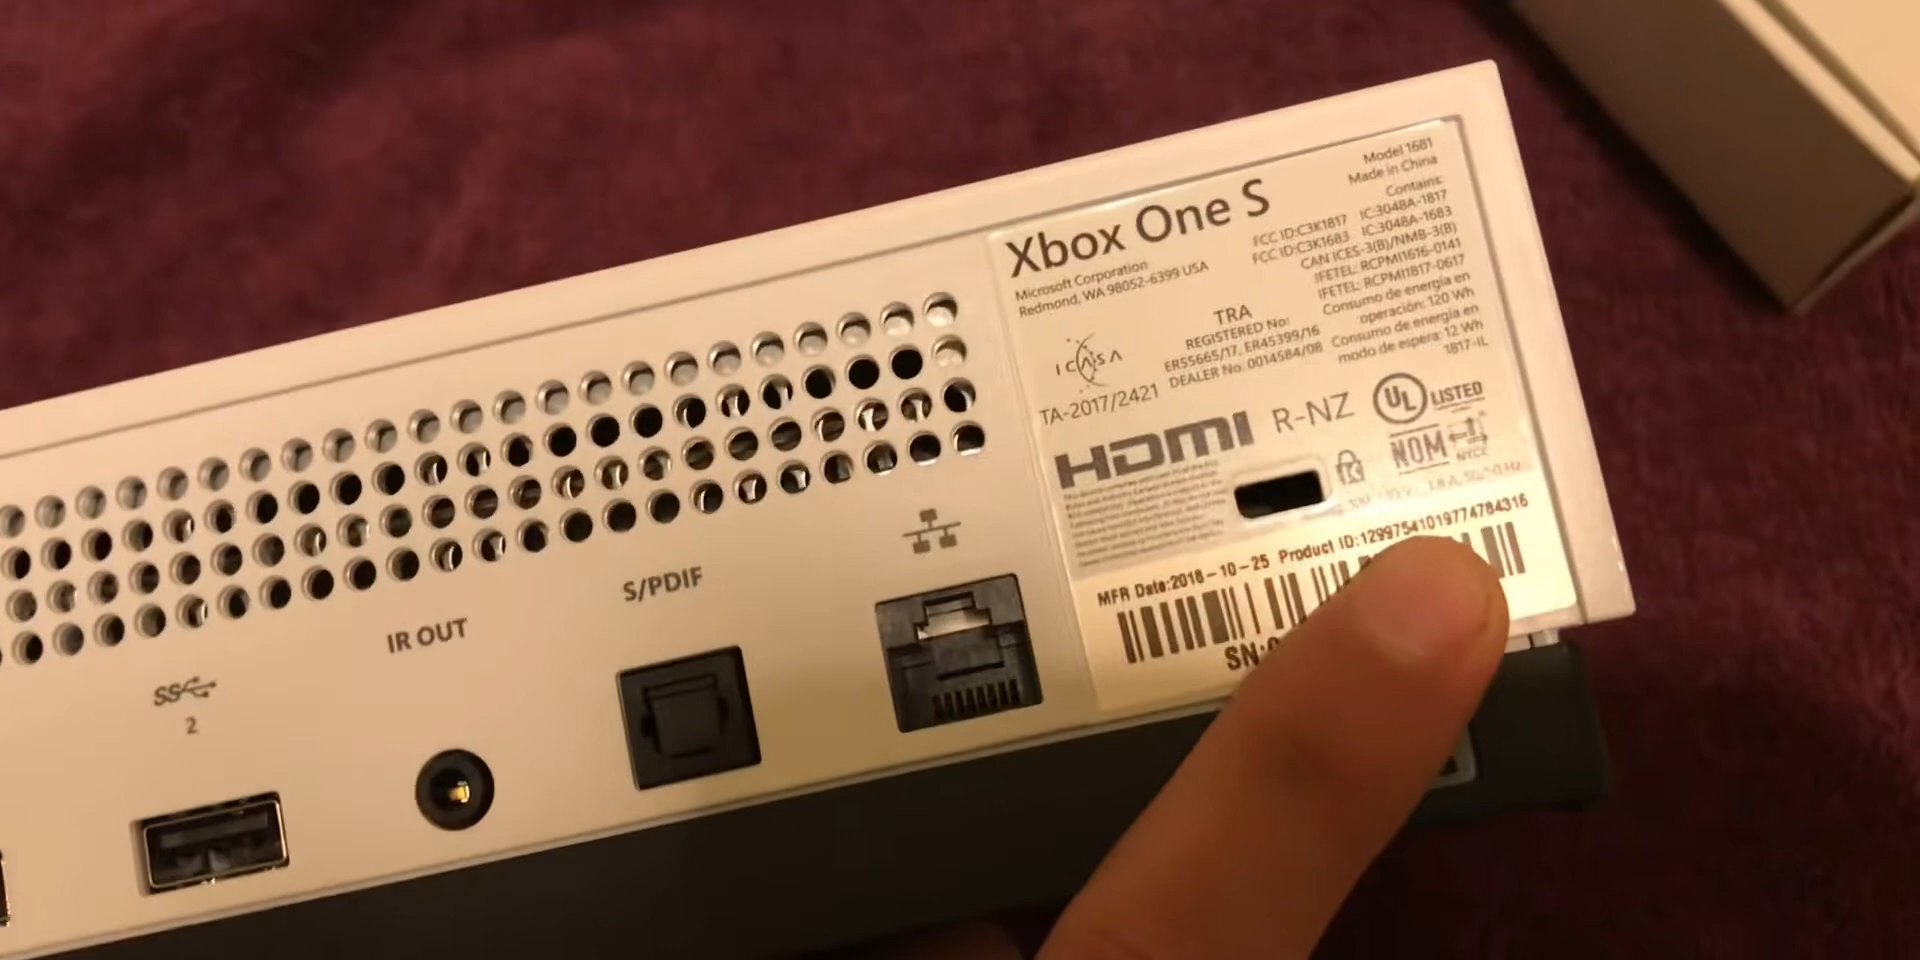 Xbox One S
Microsoft Corporation
Redmond, WA 98052-6399 USA
Model 1681
Made in China
Contains:
FCC ID:C3K1817 IC:3048A-1817
FCC ID:C3K1683 IC:3048A-1683
CAN ICES-3(B)/NMB-3(B)
IFETEL: RCPMI1616-0141
IFETEL: RCPMI1817-0617
Consumo de energía en
operación: 120 Wh
Consumo de energía en
modo de espera: 12 Wh
1817-IL
ICASA
TA-2017/2421
TRA
REGISTERED No:
ER55665/17, ER45399/16
DEALER No: 0014584/08
HDMI
R-NZ
UL LISTED
NOM
NYCE
MFR Date:2018-10-25 Product ID:12997541019774784316
SN:
S/PDIF
IR OUT
SS
2